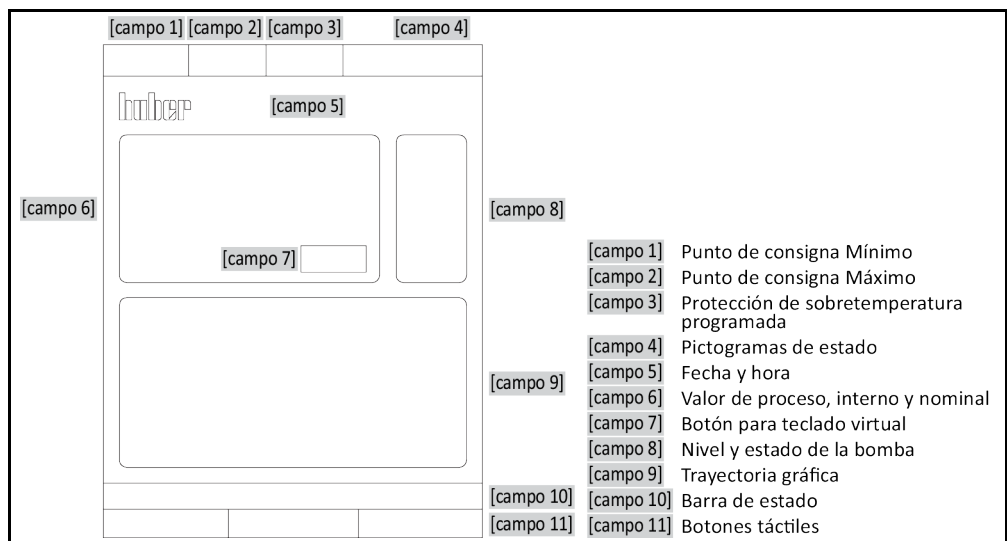 [campo 1] [campo 2] [campo 3] [campo 4]
huber
[campo 5]
[campo 6]
[campo 8]
[campo 7]
[campo 1] Punto de consigna Mínimo
[campo 2] Punto de consigna Máximo
[campo 3] Protección de sobretemperatura
programada
[campo 4] Pictogramas de estado
[campo 9]
[campo 5] Fecha y hora
[campo 6] Valor de proceso, interno y nominal
[campo 7] Botón para teclado virtual
[campo 8] Nivel y estado de la bomba
[campo 9] Trayectoria gráfica
[campo 10] [campo 10] Barra de estado
[campo 11] [campo 11] Botones táctiles